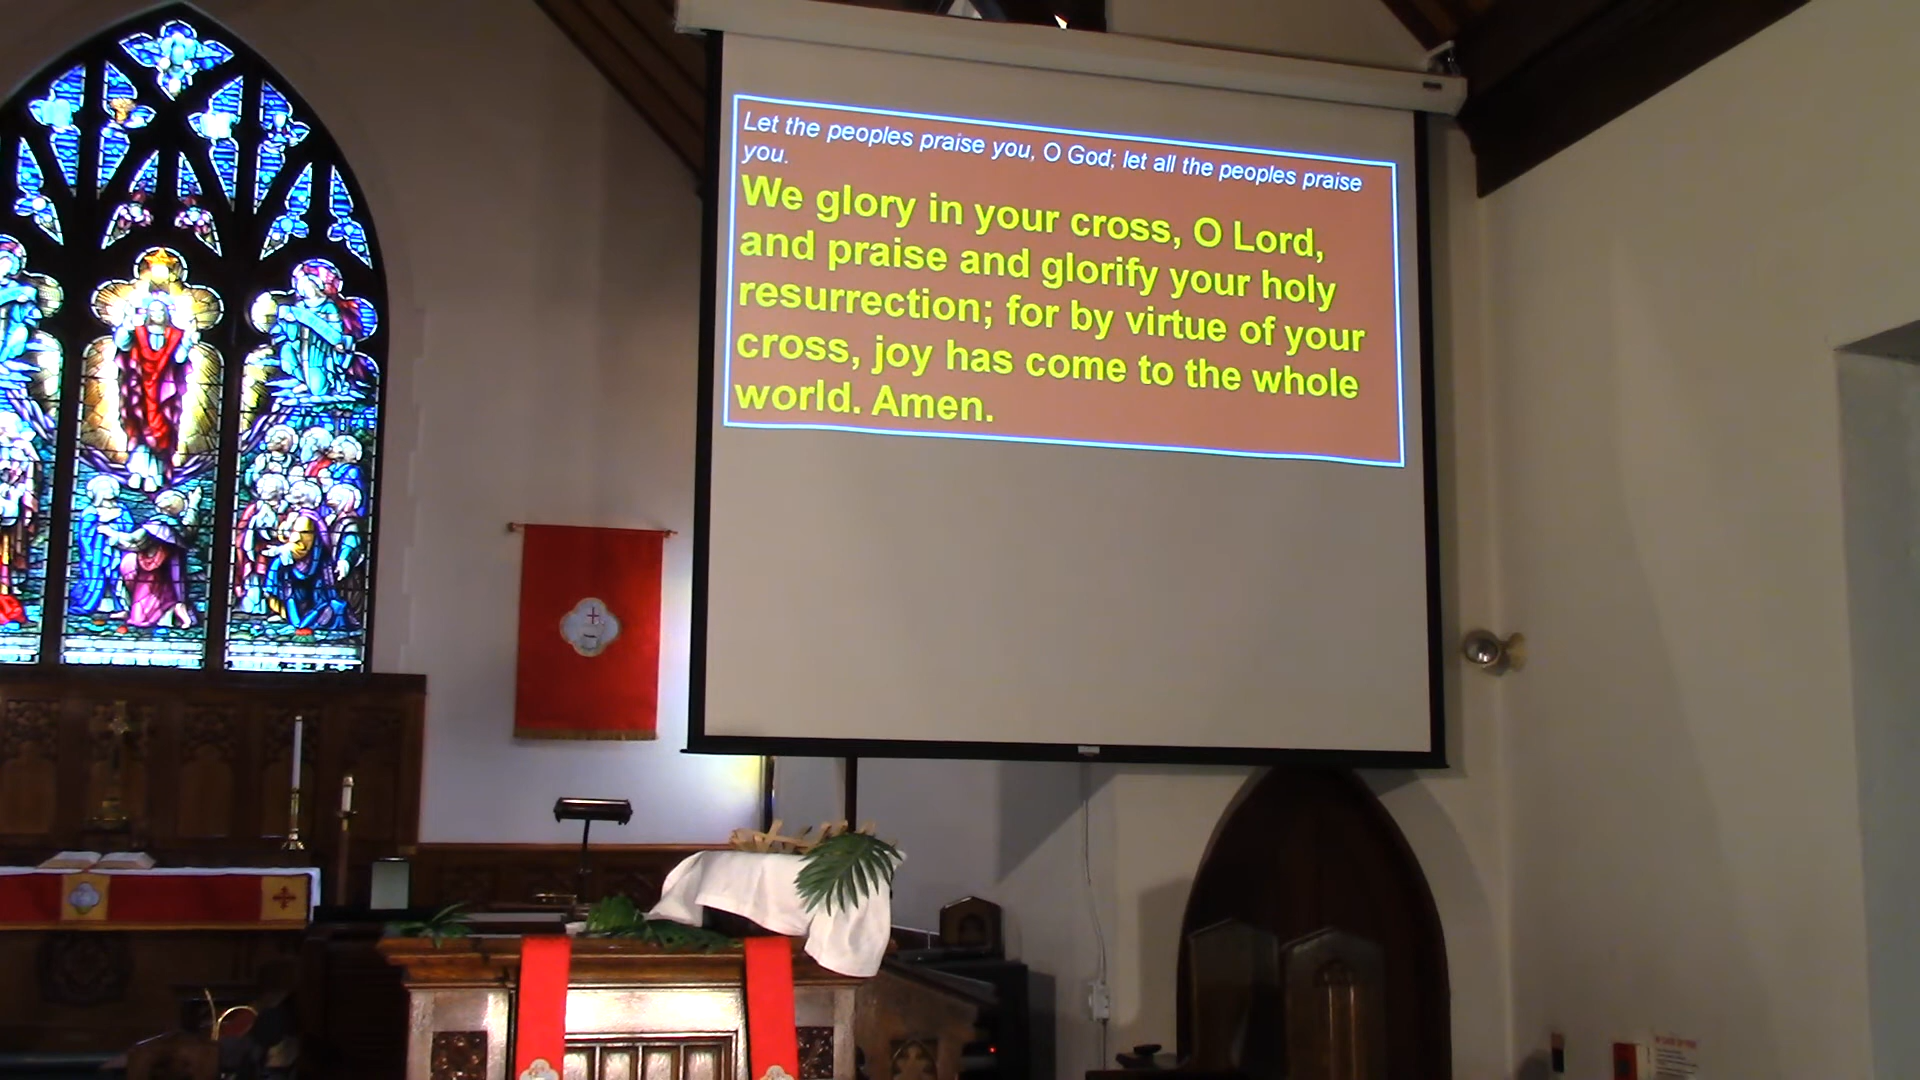 Let the peoples praise you, O God; let all the peoples praise
you.
We glory in your cross, O Lord,
and praise and glorify your holy
resurrection; for by virtue of your
cross, joy has come to the whole
world. Amen.